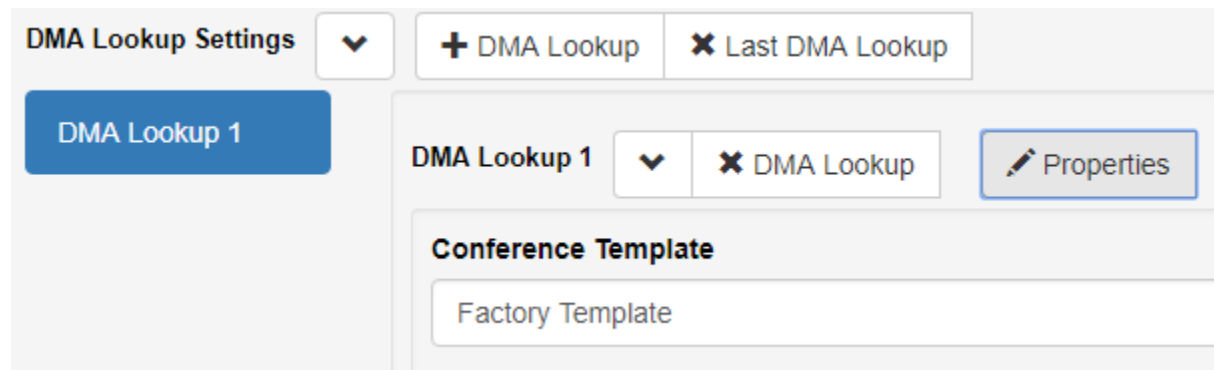 DMA Lookup Settings
DMA Lookup
Last DMA Lookup
DMA Lookup 1
DMA Lookup 1
DMA Lookup
Properties
Conference Template
Factory Template